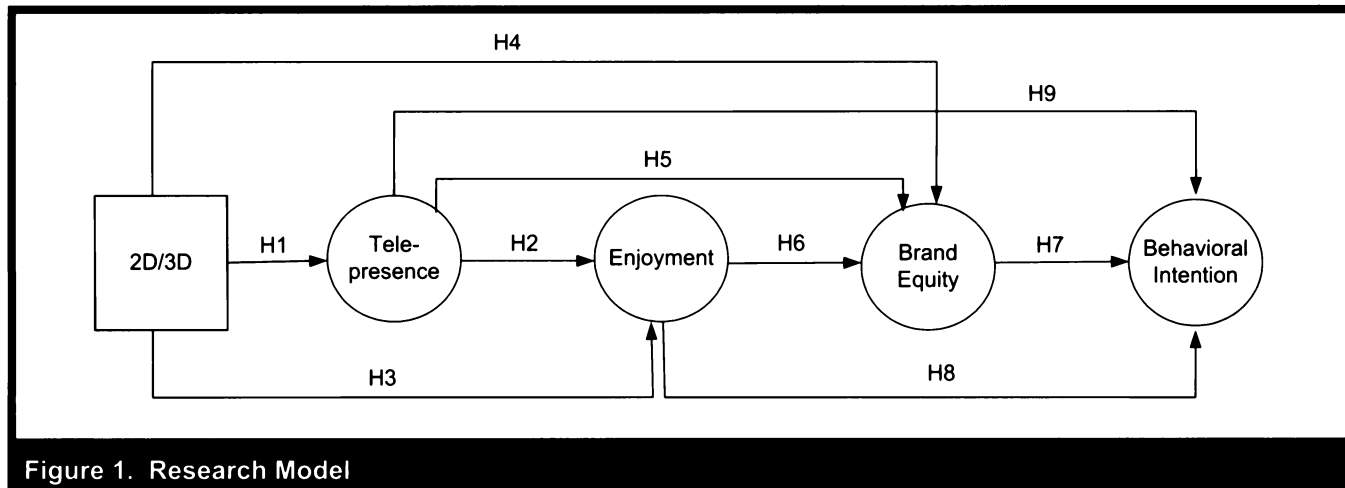 H4
H9
H5
2D/3D
H1
Tele-
presence
H2
Enjoyment
H6
Brand
Equity
H7
Behavioral
Intention
H3
H8
Figure 1. Research Model